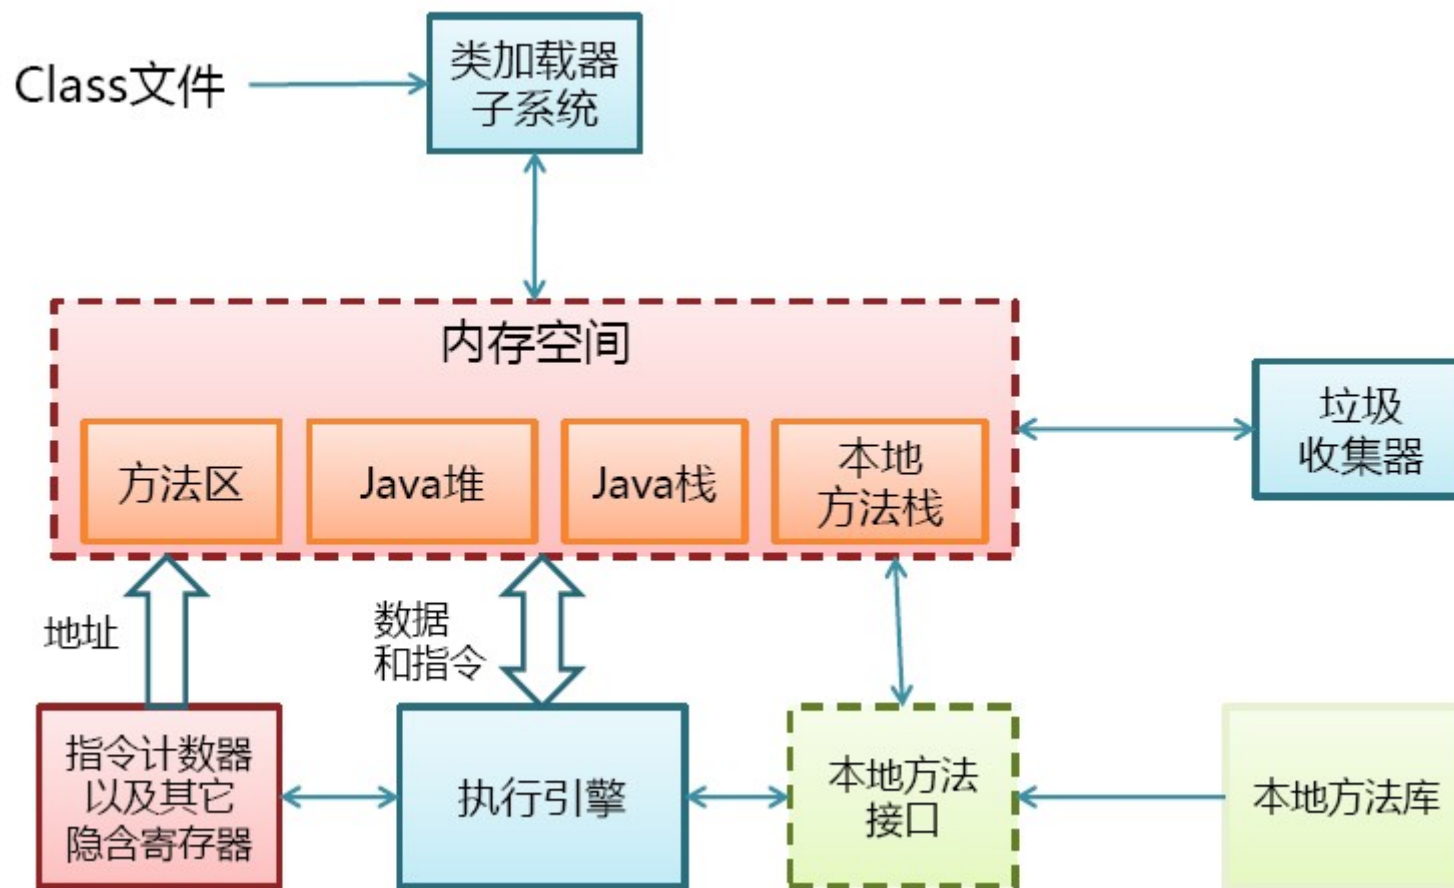 Class文件
类加载器
子系统
内存空间
方法区
Java堆
Java栈
本地
方法栈
垃圾
收集器
地址
数据
和指令
指令计数器
以及其它
隐含寄存器
执行引擎
本地方法
接口
本地方法库